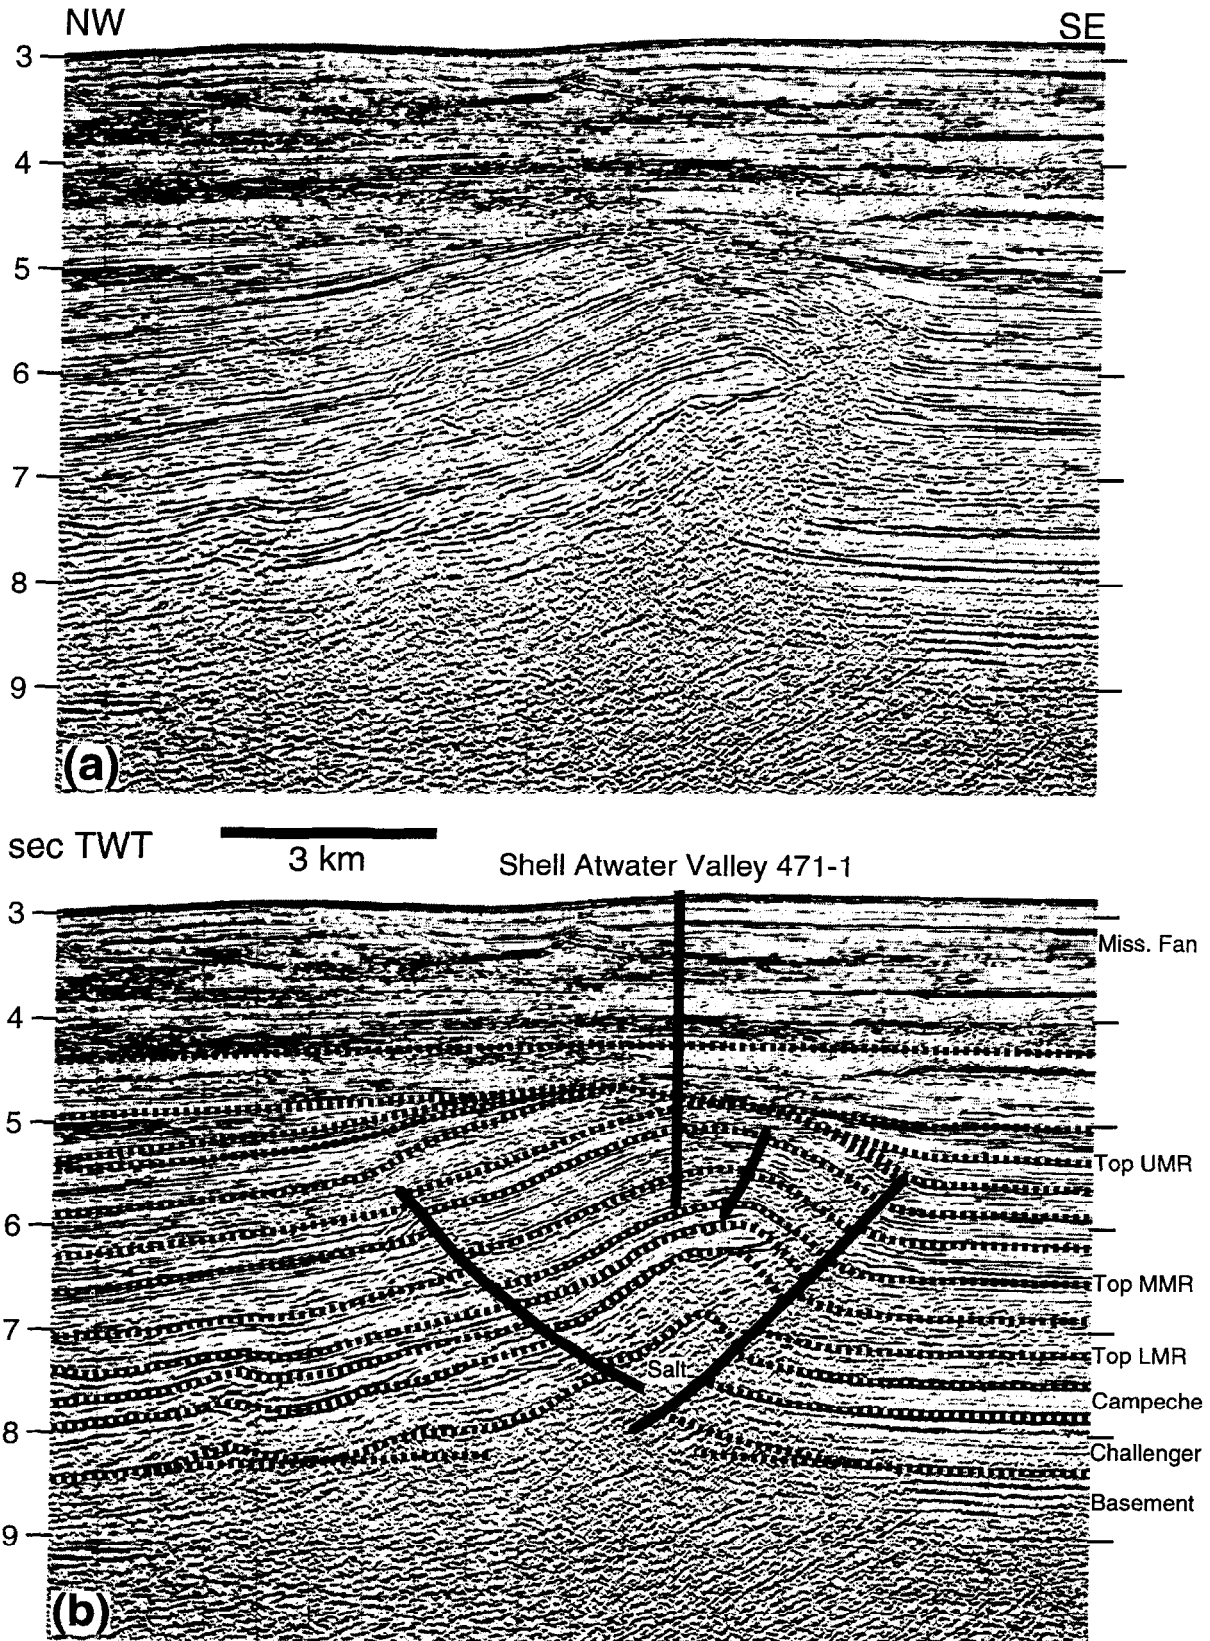 NW SE
3
4
5
6
7
8
9
(a)
sec TWT
3 km
Shell Atwater Valley 471-1
3
Miss. Fan
4
5
Top UMR
6
Top MMR
7
Top LMR
Salt
Campeche
8
Challenger
Basement
9
(b)